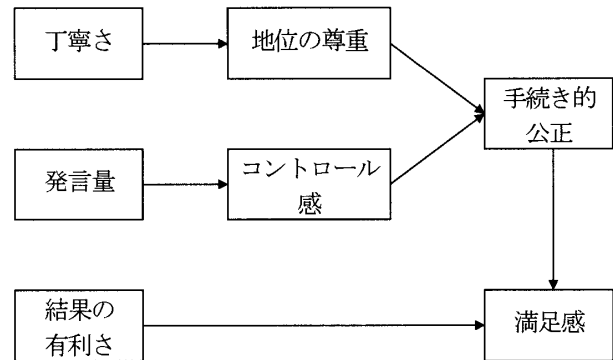 丁寧さ
地位の尊重
手続き的
公正
発言量
コントロール
感
結果の
有利さ
満足感